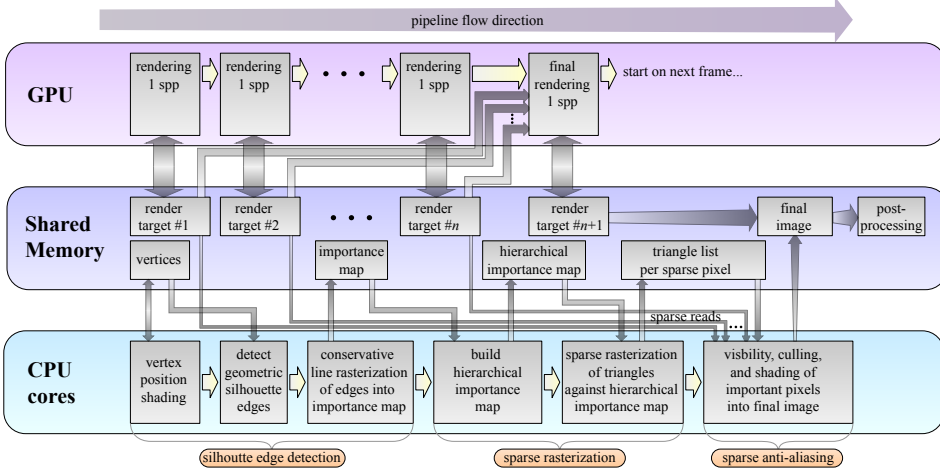 pipeline flow direction
GPU
rendering
1 spp
rendering
1 spp
• • •
rendering
1 spp
final
rendering
1 spp
start on next frame...
Shared
Memory
render
target #1
render
target #2
• • •
render
target #n
render
target #n+1
final
image
post-
processing
vertices
importance
map
hierarchical
importance map
triangle list
per sparse pixel
sparse reads
...
CPU
cores
vertex
position
shading
detect
geometric
silhouette
edges
conservative
line rasterization
of edges into
importance map
build
hierarchical
importance
map
sparse rasterization
of triangles
against hierarchical
importance map
visbility, culling,
and shading of
important pixels
into final image
silhoutte edge detection
sparse rasterization
sparse anti-aliasing